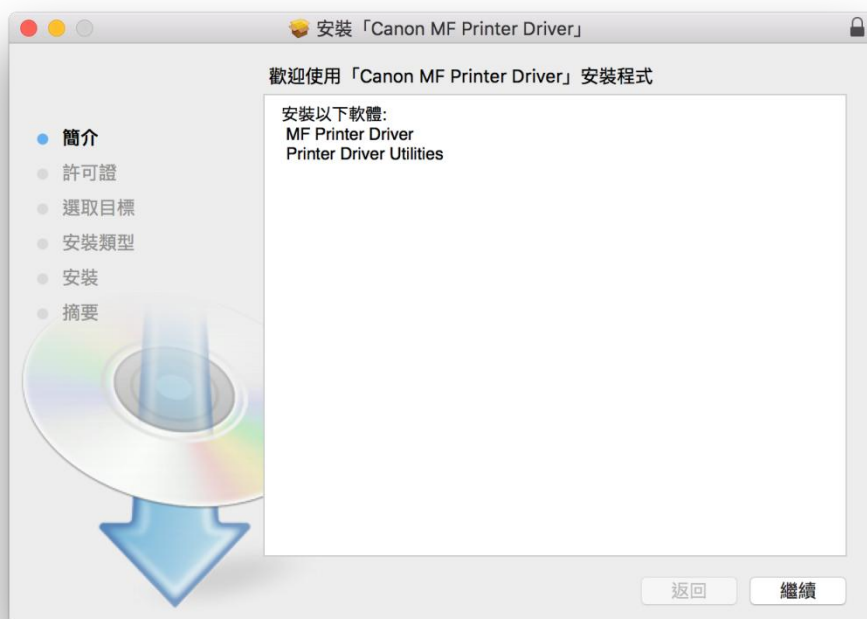 安裝「Canon MF Printer Driver」
歡迎使用「Canon MF Printer Driver」安裝程式
簡介
許可證
選取目標
安裝類型
安裝
摘要
安裝以下軟體:
MF Printer Driver
Printer Driver Utilities
返回
繼續